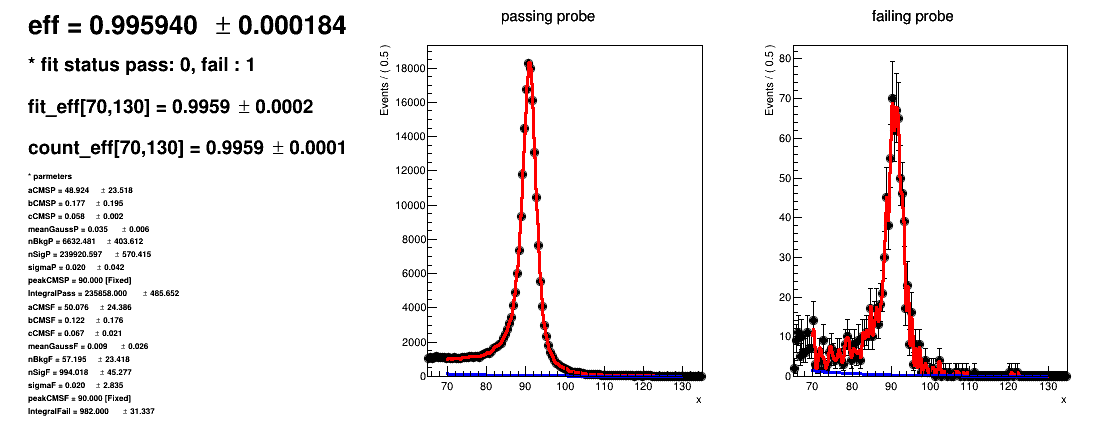 eff = 0.995940 ± 0.000184
* fit status pass: 0, fail : 1
fit_eff[70,130] = 0.9959 ± 0.0002
count_eff[70,130] = 0.9959 ± 0.0001
* parmeters
aCMSP = 48.924 ± 23.518
bCMSP = 0.177 ± 0.195
cCMSP = 0.058 ± 0.002
meanGaussP = 0.035 ± 0.006
nBkgP = 6632.481 ± 403.612
nSigP = 239920.597 ± 570.415
sigmaP = 0.020 ± 0.042
peakCMSP = 90.000 [Fixed]
IntegralPass = 235858.000 ± 485.652
aCMSF = 50.076 ± 24.386
bCMSF = 0.122 ± 0.176
cCMSF = 0.067 ± 0.021
meanGaussF = 0.009 ± 0.026
nBkgF = 57.195 ± 23.418
nSigF = 994.018 ± 45.277
sigmaF = 0.020 ± 2.835
peakCMSF = 90.000 [Fixed]
IntegralFail = 982.000 ± 31.337
passing probe
Events / ( 0.5 )
18000
16000
14000
12000
10000
8000
6000
4000
2000
0
70 80 90 100 110 120 130
x
failing probe
Events / ( 0.5 )
80
70
60
50
40
30
20
10
0
70 80 90 100 110 120 130
x